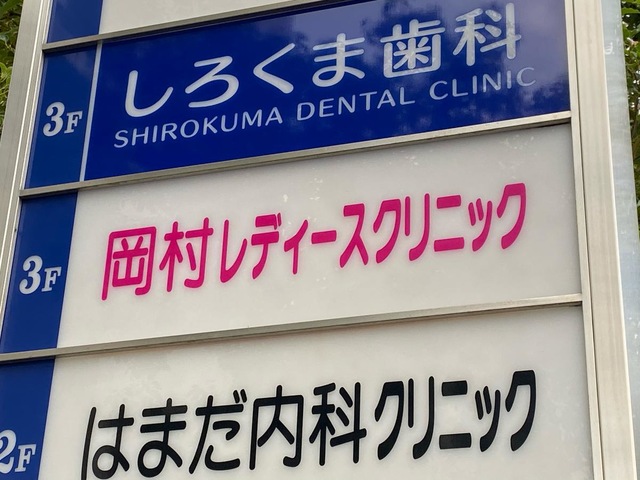 3F
しろくま歯科
SHIROKUMA DENTAL CLINIC
3F
岡村レディースクリニック
2F
はまだ内科クリニック